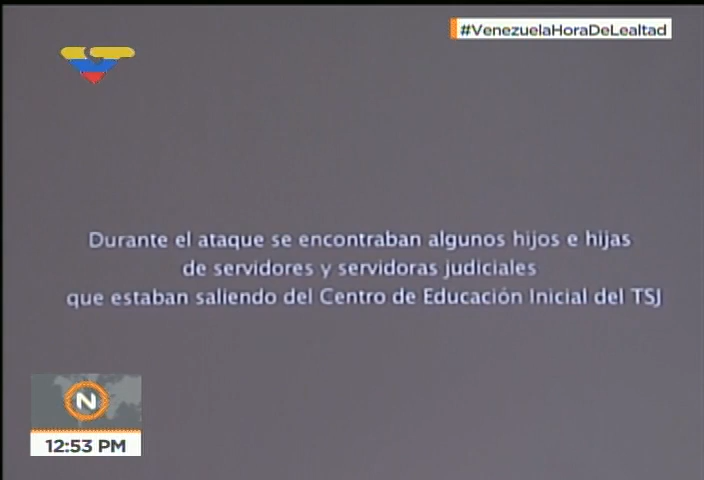 #VenezuelaHoraDeLealtad
Durante el ataque se encontraban algunos hijos e hijas
de servidores y servidoras judiciales
que estaban saliendo del Centro de Educación Inicial del TSJ
N
12:53 PM